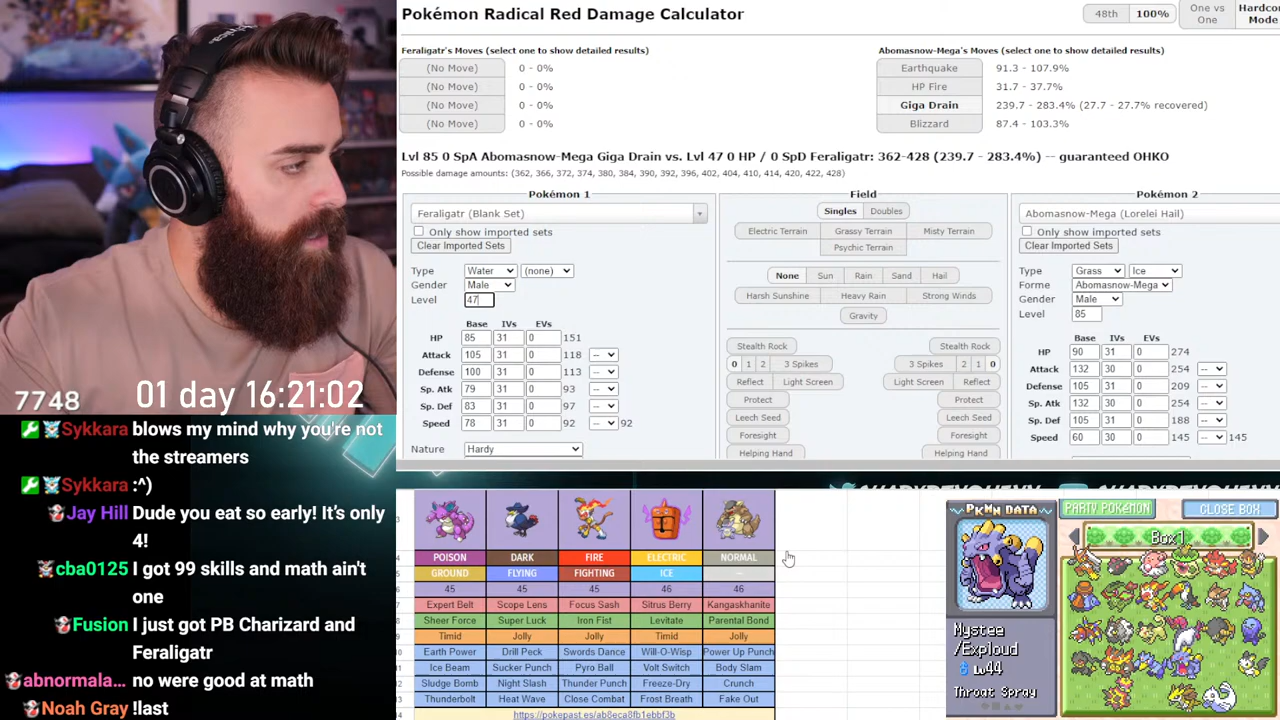 Pokémon Radical Red Damage Calculator
48th 100%
One vs One
Hardcore Mode
Feraligatr's Moves (select one to show detailed results)
(No Move) 0 - 0%
(No Move) 0 - 0%
(No Move) 0 - 0%
(No Move) 0 - 0%
Abomasnow-Mega's Moves (select one to show detailed results)
Earthquake 91.3 - 107.9%
HP Fire 31.7 - 37.7%
Giga Drain 239.7 - 283.4% (27.7 - 27.7% recovered)
Blizzard 87.4 - 103.3%
Lvl 85 0 SpA Abomasnow-Mega Giga Drain vs. Lvl 47 0 HP / 0 SpD Feraligatr: 362-428 (239.7 - 283.4%) -- guaranteed OHKO
Possible damage amounts: (362, 366, 372, 374, 380, 384, 390, 392, 396, 402, 404, 410, 414, 420, 422, 428)
Pokémon 1
Feraligatr (Blank Set)
Only show imported sets
Clear Imported Sets
Type Water (none)
Gender Male
Level 47
Base IVs EVs
HP 85 31 0 151
Attack 105 31 0 118 --
Defense 100 31 0 113 --
Sp. Atk 79 31 0 93 --
Sp. Def 83 31 0 97 --
Speed 78 31 0 92 -- 92
Nature Hardy
Field
Singles Doubles
Electric Terrain Grassy Terrain Misty Terrain
Psychic Terrain
None Sun Rain Sand Hail
Harsh Sunshine Heavy Rain Strong Winds
Gravity
Stealth Rock Stealth Rock
0 1 2 3 Spikes 3 Spikes 2 1 0
Reflect Light Screen Light Screen Reflect
Protect Protect
Leech Seed Leech Seed
Foresight Foresight
Helping Hand Helping Hand
Pokémon 2
Abomasnow-Mega (Lorelei Hail)
Only show imported sets
Clear Imported Sets
Type Grass Ice
Forme Abomasnow-Mega
Gender Male
Level 85
Base IVs EVs
HP 90 31 0 274
Attack 132 30 0 254 --
Defense 105 30 0 209 --
Sp. Atk 132 30 0 254 --
Sp. Def 105 30 0 188 --
Speed 60 30 0 145 -- 145
7748 01 day 16:21:02
Sykkara blows my mind why you're not
the streamers
Sykkara :^)
Jay Hill Dude you eat so early! It's only
4!
cba0125 I got 99 skills and math ain't
one
Fusion I just got PB Charizard and
Feraligatr
abnormala… no were good at math
Noah Gray !last
POISON DARK FIRE ELECTRIC NORMAL
GROUND FLYING FIGHTING ICE --
45 45 45 46 46
Expert Belt Scope Lens Focus Sash Sitrus Berry Kangaskhanite
Sheer Force Super Luck Iron Fist Levitate Parental Bond
Timid Jolly Jolly Timid Jolly
Earth Power Drill Peck Swords Dance Will-O-Wisp Power Up Punch
Ice Beam Sucker Punch Pyro Ball Volt Switch Body Slam
Sludge Bomb Night Slash Thunder Punch Freeze-Dry Crunch
Thunderbolt Heat Wave Close Combat Frost Breath Fake Out
https://pokepast.es/ab8eca8fb1ebbf3b
PKMN DATA
PARTY POKéMON
CLOSE BOX
Box1
Mystee
/Exploud
Lv44
Throat Spray